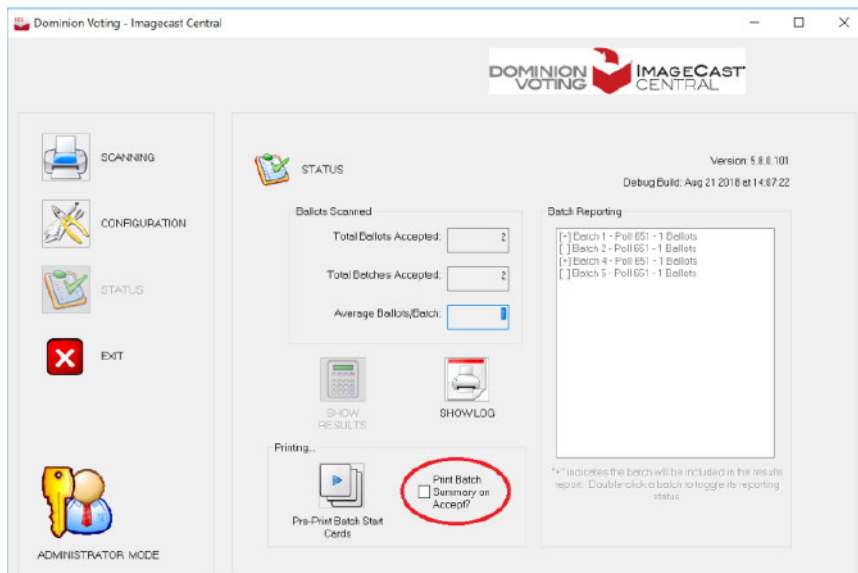 Dominion Voting - Imagecast Central
DOMINION VOTING
IMAGECAST CENTRAL
SCANNING
CONFIGURATION
STATUS
EXIT
ADMINISTRATOR MODE
STATUS
Version: 5.8.8.101
Debug Build: Aug 21 2018 at 14:07:22
Ballots Scanned
Total Ballots Accepted: 2
Total Batches Accepted: 2
Average Ballots/Batch:
SHOW
RESULTS
SHOW LOG
Printing...
Pre-Print Batch Start
Cards
Print Batch
Summary on
Accept?
Batch Reporting
[+] Batch 1 - Poll 651 - 1 Ballots
[ ] Batch 2 - Poll 651 - 1 Ballots
[+] Batch 4 - Poll 651 - 1 Ballots
[ ] Batch 5 - Poll 651 - 1 Ballots
"+" indicates the batch will be included in the results
report. Double-click a batch to toggle its reporting
status